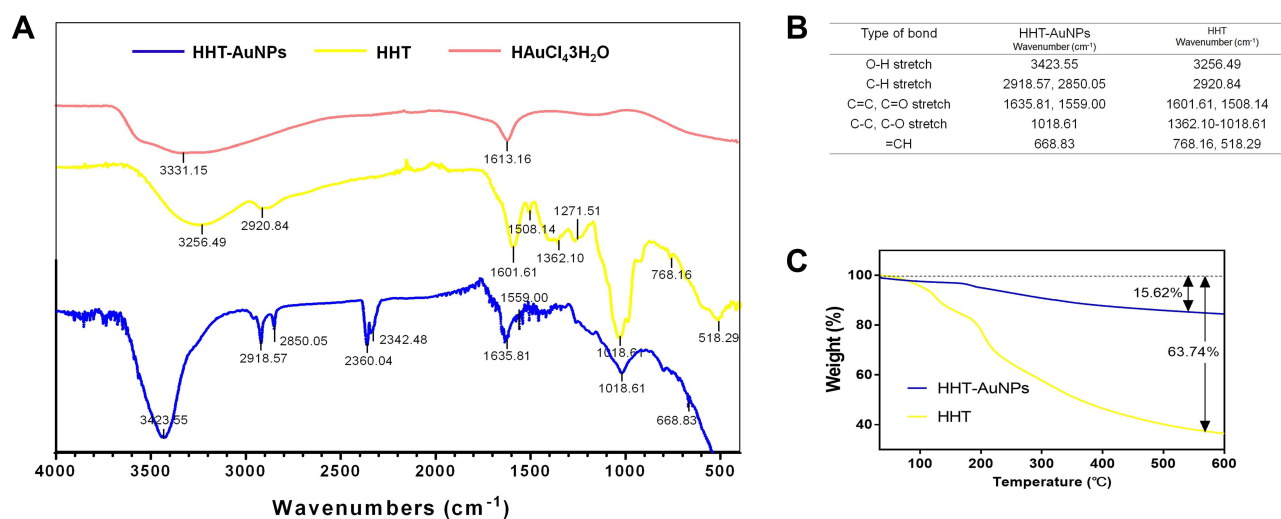 A
HHT-AuNPs HHT HAuCl₄3H₂O
3331.15
1613.16
3256.49
2920.84
1601.61
1508.14
1362.10
1271.51
1018.61
768.16
518.29
3423.55
2918.57
2850.05
2360.04
2342.48
1635.81
1559.00
1018.61
668.83
4000 3500 3000 2500 2000 1500 1000 500
Wavenumbers (cm⁻¹)
B
Type of bond HHT-AuNPs HHT
Wavenumber (cm⁻¹) Wavenumber (cm⁻¹)
O-H stretch 3423.55 3256.49
C-H stretch 2918.57, 2850.05 2920.84
C=C, C=O stretch 1635.81, 1559.00 1601.61, 1508.14
C-C, C-O stretch 1018.61 1362.10-1018.61
=CH 668.83 768.16, 518.29
C
Weight (%)
100
80
60
40
15.62%
63.74%
HHT-AuNPs
HHT
100 200 300 400 500 600
Temperature (℃)